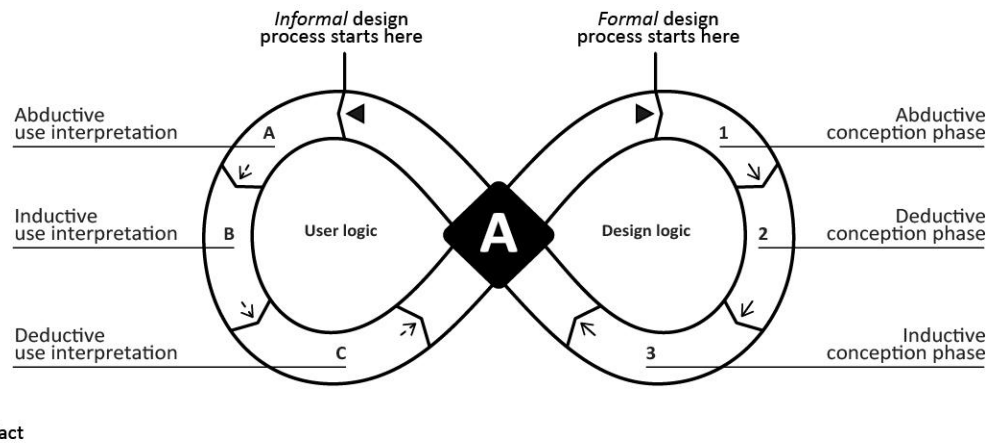 Informal design
process starts here
Formal design
process starts here
Abductive
use interpretation
A
1
Abductive
conception phase
Inductive
use interpretation
B
User logic
A
Design logic
2
Deductive
conception phase
Deductive
use interpretation
C
3
Inductive
conception phase
act